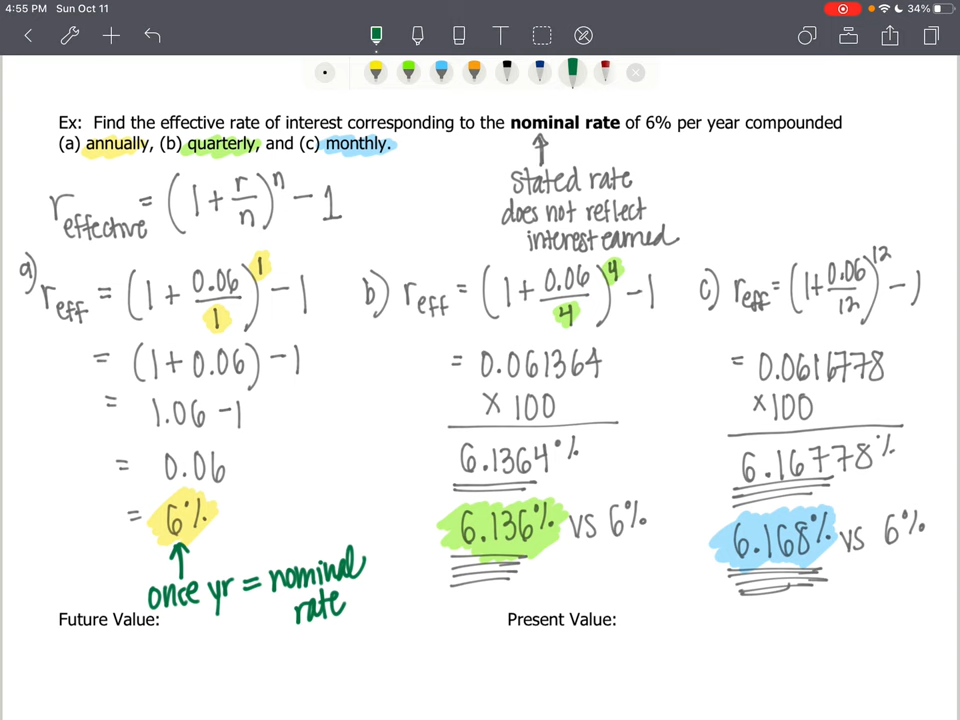 4:55 PM Sun Oct 11
34%
T
Ex: Find the effective rate of interest corresponding to the nominal rate of 6% per year compounded
(a) annually, (b) quarterly, and (c) monthly.
stated rate
does not reflect
interest earned
r effective = (1 + r/n)^n - 1
a) r eff = (1 + 0.06/1)^1 - 1
= (1 + 0.06) - 1
= 1.06 - 1
= 0.06
= 6%
once yr = nominal
rate
b) r eff = (1 + 0.06/4)^4 - 1
= 0.061364
× 100
6.1364%
6.136% vs 6%
c) r eff = (1 + 0.06/12)^12 - 1
= 0.0616778
× 100
6.16778%
6.168% vs 6%
Future Value:
Present Value: